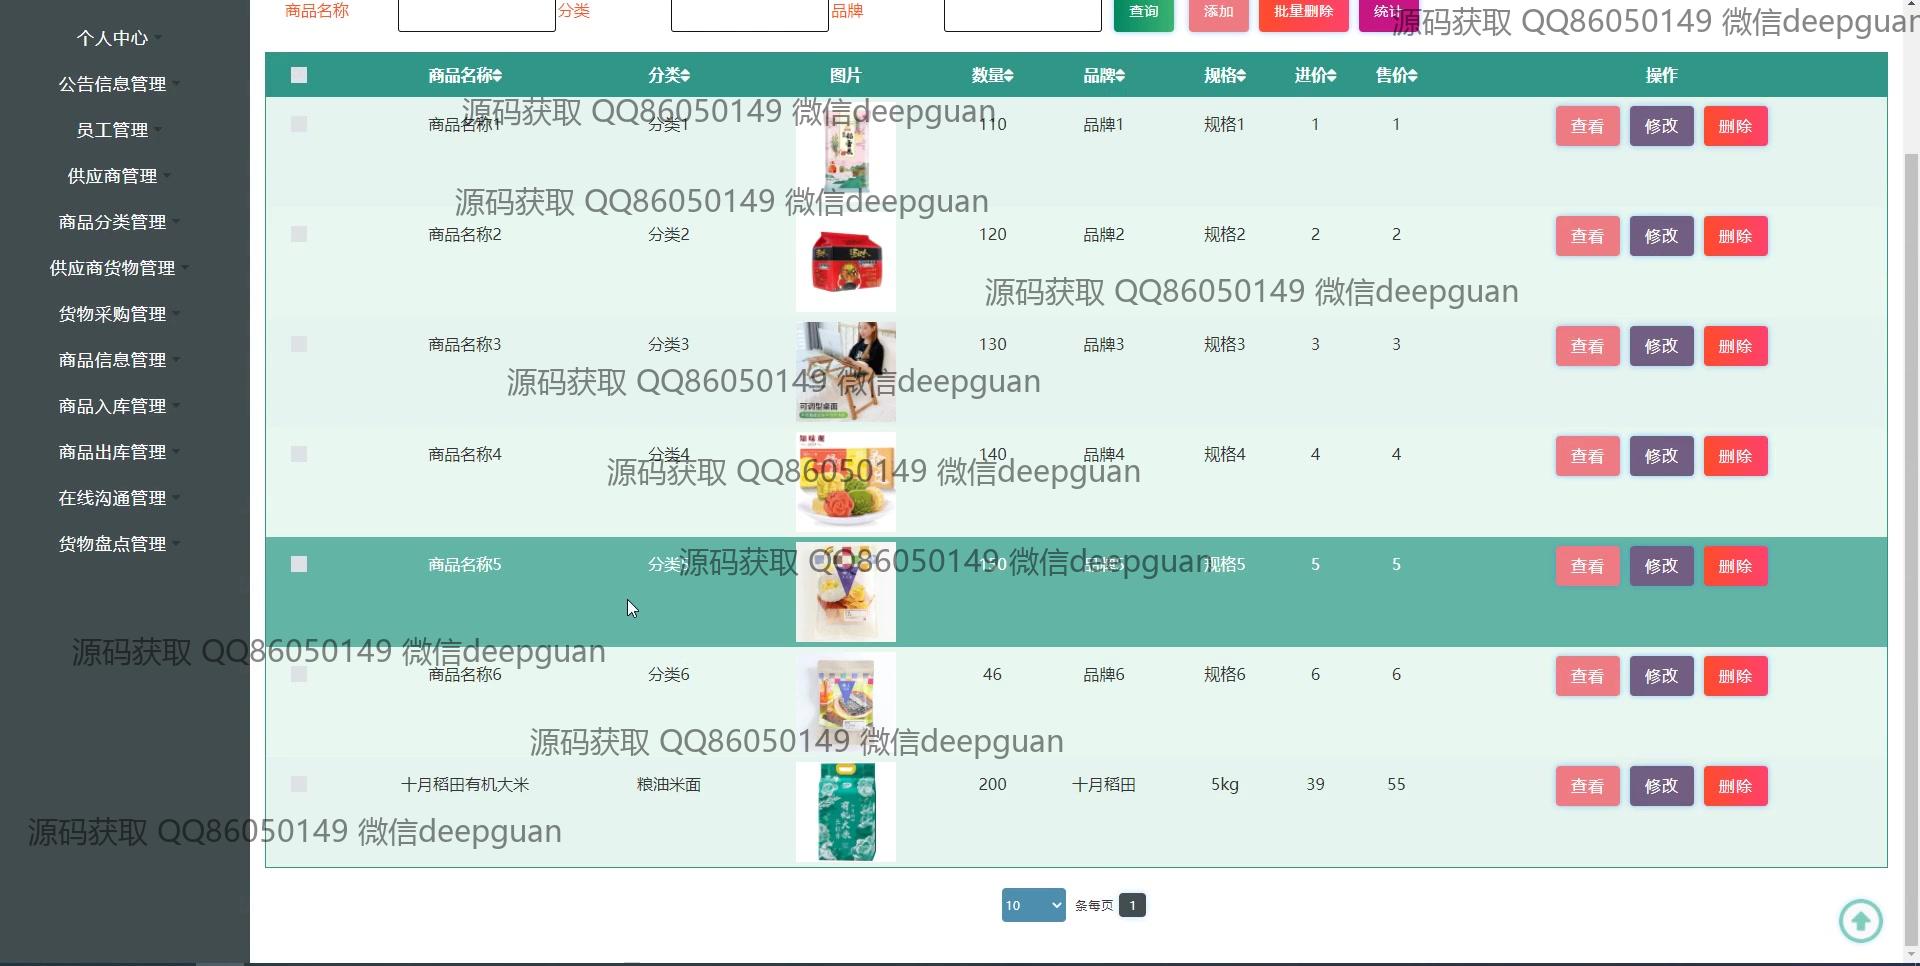 商品名称 分类 品牌 查询 添加 批量删除 统计
源码获取 QQ86050149 微信deepguan
个人中心
公告信息管理
员工管理
供应商管理
商品分类管理
供应商货物管理
货物采购管理
商品信息管理
商品入库管理
商品出库管理
在线沟通管理
货物盘点管理
商品名称 分类 图片 数量 品牌 规格 进价 售价 操作
源码获取 QQ86050149 微信deepguan
商品名称1 分类1 110 品牌1 规格1 1 1 查看 修改 删除
源码获取 QQ86050149 微信deepguan
商品名称2 分类2 120 品牌2 规格2 2 2 查看 修改 删除
源码获取 QQ86050149 微信deepguan
商品名称3 分类3 130 品牌3 规格3 3 3 查看 修改 删除
源码获取 QQ86050149 微信deepguan
可调型桌面
商品名称4 分类4 140 品牌4 规格4 4 4 查看 修改 删除
源码获取 QQ86050149 微信deepguan
商品名称5 分类5 150 品牌5 规格5 5 5 查看 修改 删除
源码获取 QQ86050149 微信deepguan
源码获取 QQ86050149 微信deepguan
商品名称6 分类6 46 品牌6 规格6 6 6 查看 修改 删除
源码获取 QQ86050149 微信deepguan
十月稻田有机大米 粮油米面 200 十月稻田 5kg 39 55 查看 修改 删除
有机大米
源码获取 QQ86050149 微信deepguan
10 条每页 1